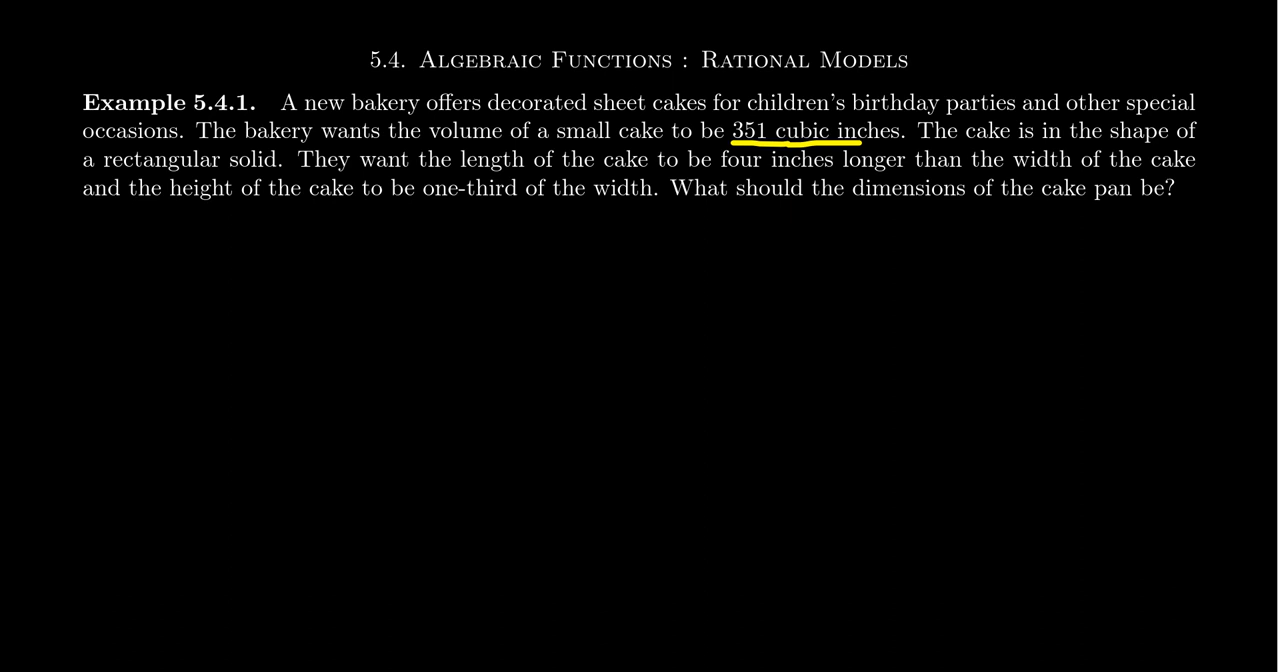 5.4. Algebraic Functions : Rational Models
Example 5.4.1. A new bakery offers decorated sheet cakes for children's birthday parties and other special
occasions. The bakery wants the volume of a small cake to be 351 cubic inches. The cake is in the shape of
a rectangular solid. They want the length of the cake to be four inches longer than the width of the cake
and the height of the cake to be one-third of the width. What should the dimensions of the cake pan be?